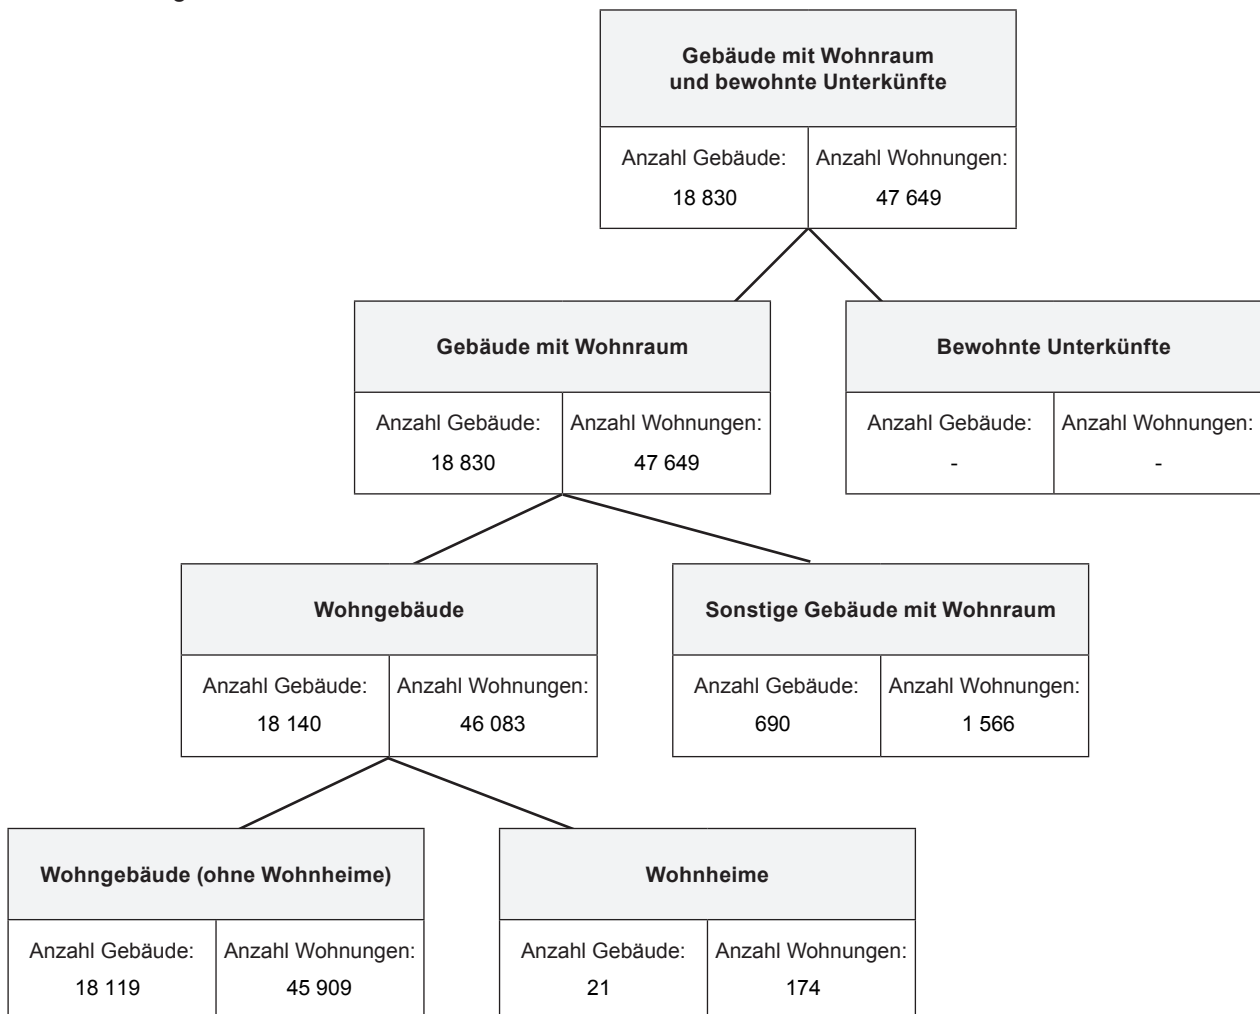 Gebäude mit Wohnraum
und bewohnte Unterkünfte
Anzahl Gebäude: Anzahl Wohnungen:
18 830 47 649
Gebäude mit Wohnraum
Anzahl Gebäude: Anzahl Wohnungen:
18 830 47 649
Bewohnte Unterkünfte
Anzahl Gebäude: Anzahl Wohnungen:
- -
Wohngebäude
Anzahl Gebäude: Anzahl Wohnungen:
18 140 46 083
Sonstige Gebäude mit Wohnraum
Anzahl Gebäude: Anzahl Wohnungen:
690 1 566
Wohngebäude (ohne Wohnheime)
Anzahl Gebäude: Anzahl Wohnungen:
18 119 45 909
Wohnheime
Anzahl Gebäude: Anzahl Wohnungen:
21 174